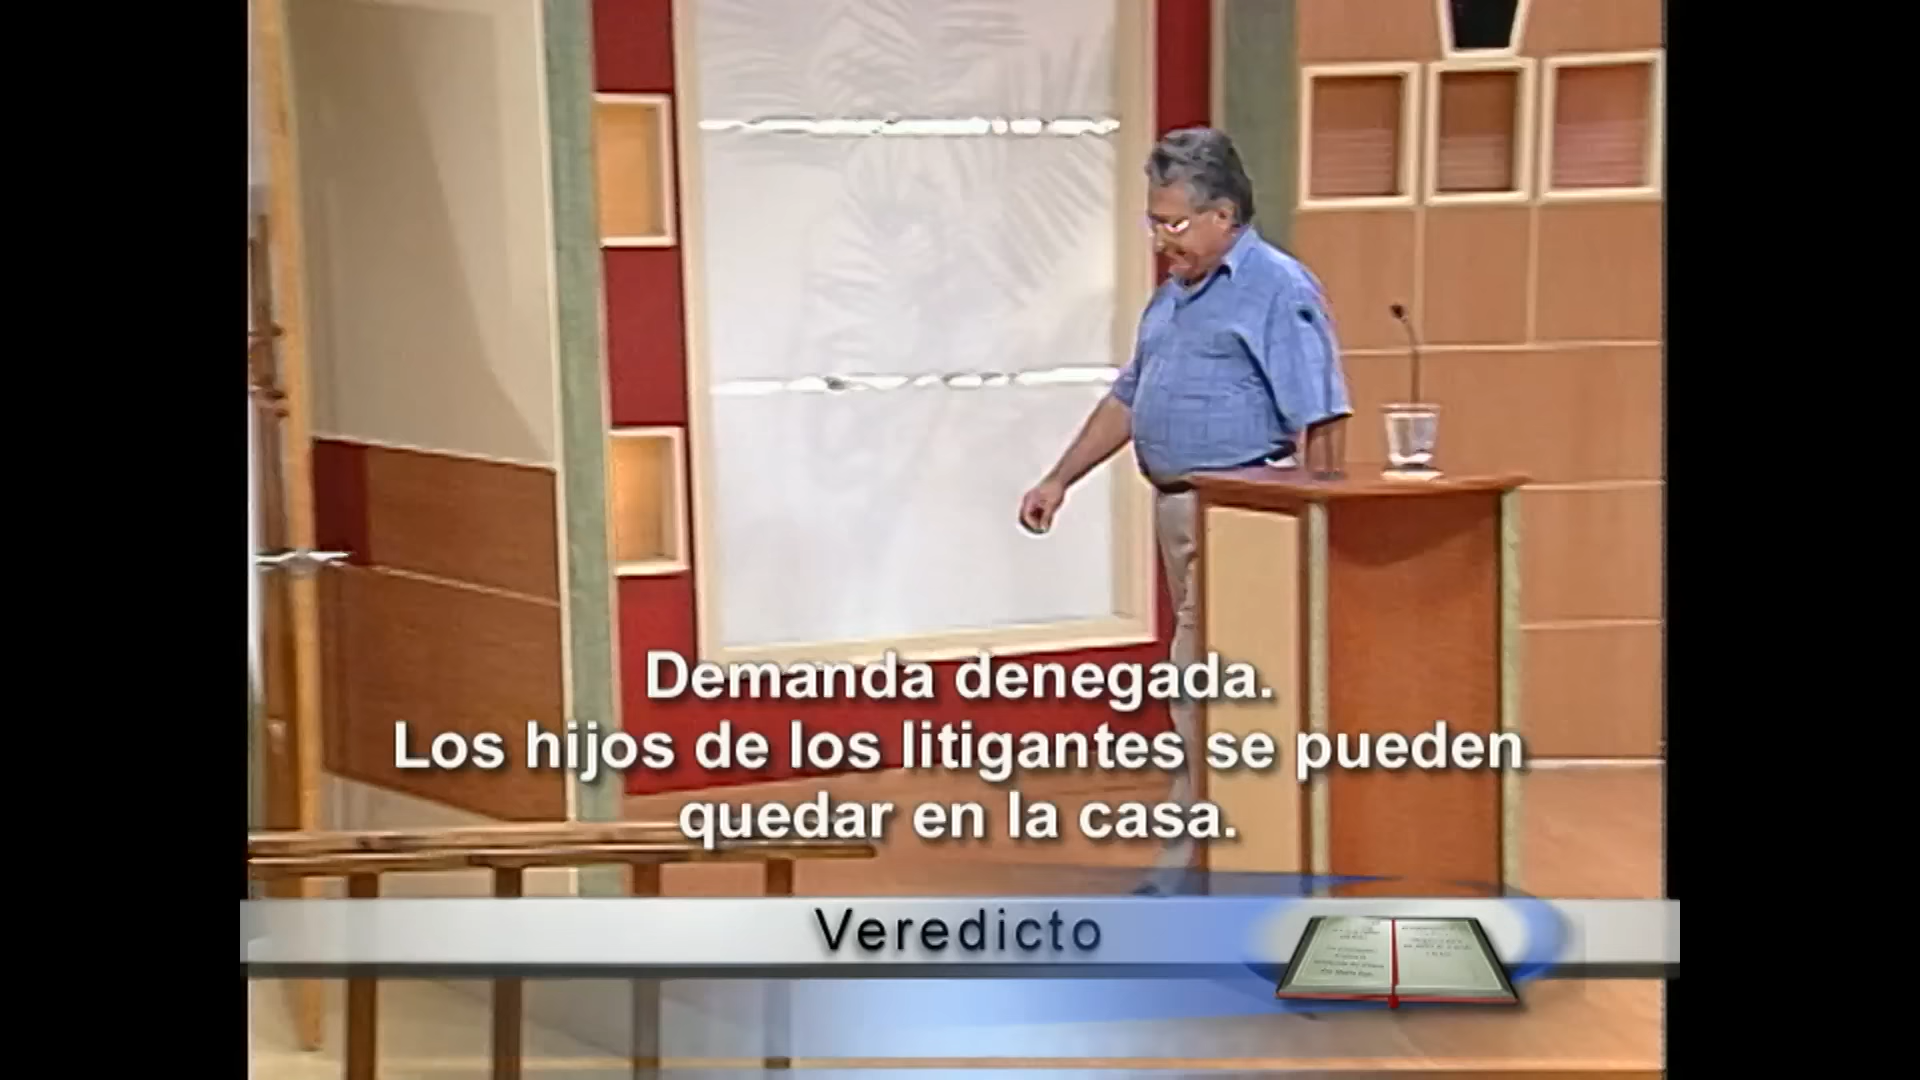 Demanda denegada.
Los hijos de los litigantes se pueden
quedar en la casa.
Veredicto